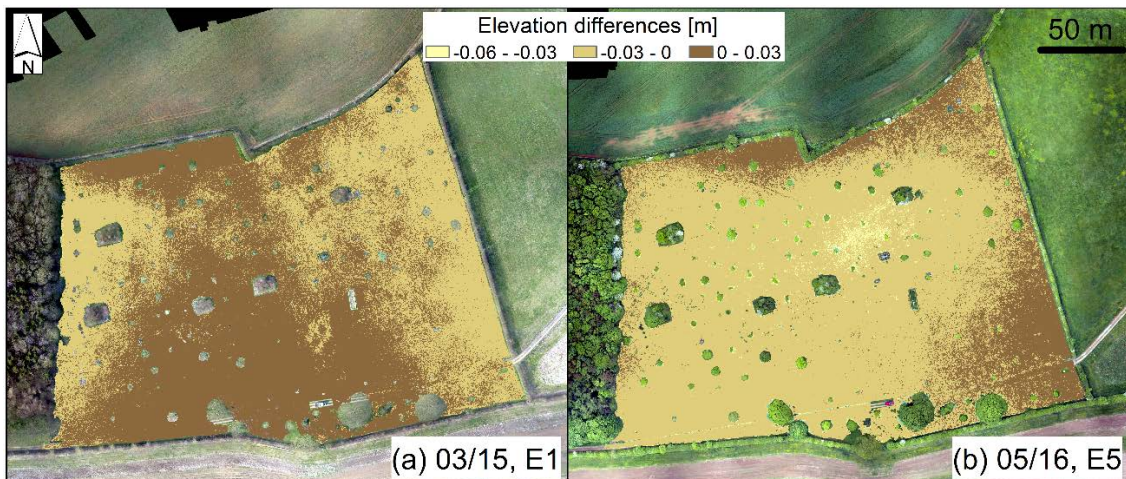 Elevation differences [m]
-0.06 - -0.03 -0.03 - 0 0 - 0.03
50 m
N
(a) 03/15, E1
(b) 05/16, E5